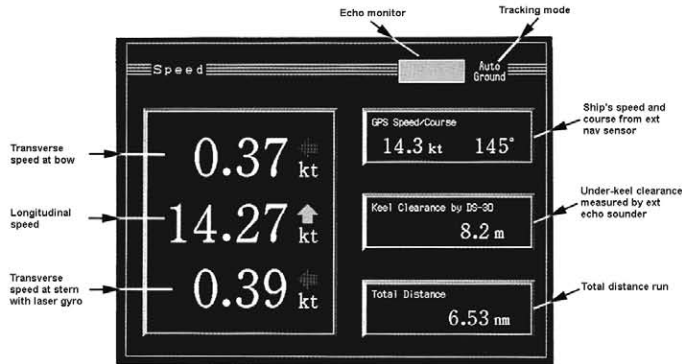 Echo monitor
Tracking mode
Speed
Auto
Ground
Transverse
speed at bow
0.37
kt
Longitudinal
speed
14.27
kt
Transverse
speed at stern
with laser gyro
0.39
kt
GPS Speed/Course
14.3 kt 145°
Ship's speed and
course from ext
nav sensor
Keel Clearance by DS-30
8.2 m
Under-keel clearance
measured by ext
echo sounder
Total Distance
6.53 nm
Total distance run